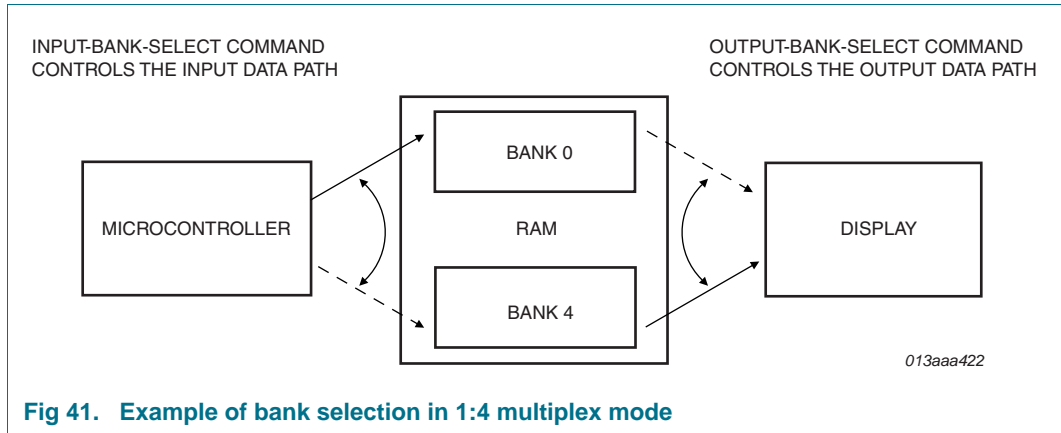 INPUT-BANK-SELECT COMMAND
CONTROLS THE INPUT DATA PATH
OUTPUT-BANK-SELECT COMMAND
CONTROLS THE OUTPUT DATA PATH
BANK 0
MICROCONTROLLER
RAM
DISPLAY
BANK 4
013aaa422
Fig 41. Example of bank selection in 1:4 multiplex mode